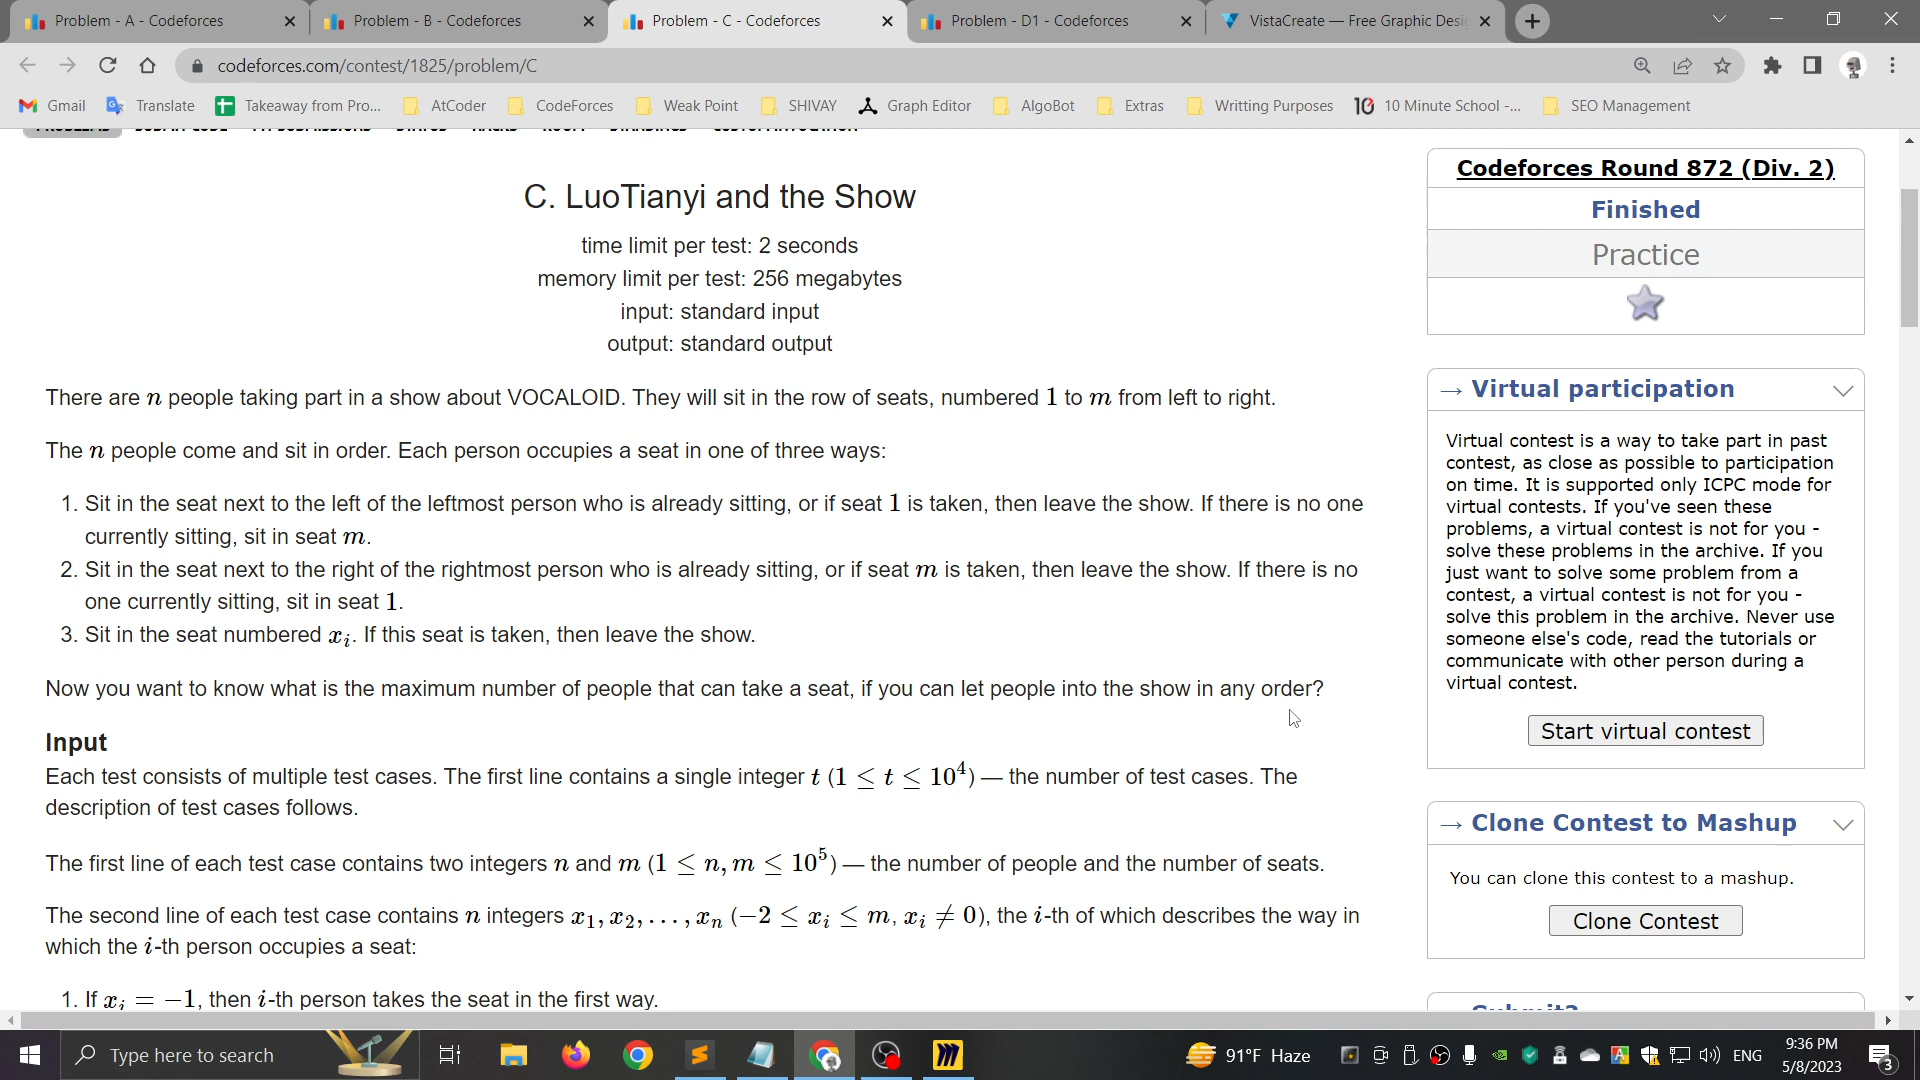 Problem - A - Codeforces
Problem - B - Codeforces
Problem - C - Codeforces
Problem - D1 - Codeforces
VistaCreate — Free Graphic Desi
codeforces.com/contest/1825/problem/C
Gmail
Translate
Takeaway from Pro...
AtCoder
CodeForces
Weak Point
SHIVAY
Graph Editor
AlgoBot
Extras
Writting Purposes
10 Minute School -...
SEO Management
C. LuoTianyi and the Show
time limit per test: 2 seconds
memory limit per test: 256 megabytes
input: standard input
output: standard output
There are n people taking part in a show about VOCALOID. They will sit in the row of seats, numbered 1 to m from left to right.
The n people come and sit in order. Each person occupies a seat in one of three ways:
1. Sit in the seat next to the left of the leftmost person who is already sitting, or if seat 1 is taken, then leave the show. If there is no one
currently sitting, sit in seat m.
2. Sit in the seat next to the right of the rightmost person who is already sitting, or if seat m is taken, then leave the show. If there is no
one currently sitting, sit in seat 1.
3. Sit in the seat numbered xᵢ. If this seat is taken, then leave the show.
Now you want to know what is the maximum number of people that can take a seat, if you can let people into the show in any order?
Input
Each test consists of multiple test cases. The first line contains a single integer t (1 ≤ t ≤ 10⁴) — the number of test cases. The
description of test cases follows.
The first line of each test case contains two integers n and m (1 ≤ n, m ≤ 10⁵) — the number of people and the number of seats.
The second line of each test case contains n integers x₁, x₂, . . . , xₙ (−2 ≤ xᵢ ≤ m, xᵢ ≠ 0), the i-th of which describes the way in
which the i-th person occupies a seat:
1. If xᵢ = −1, then i-th person takes the seat in the first way.
Codeforces Round 872 (Div. 2)
Finished
Practice
→ Virtual participation
Virtual contest is a way to take part in past
contest, as close as possible to participation
on time. It is supported only ICPC mode for
virtual contests. If you've seen these
problems, a virtual contest is not for you -
solve these problems in the archive. If you
just want to solve some problem from a
contest, a virtual contest is not for you -
solve this problem in the archive. Never use
someone else's code, read the tutorials or
communicate with other person during a
virtual contest.
Start virtual contest
→ Clone Contest to Mashup
You can clone this contest to a mashup.
Clone Contest
Type here to search
91°F Haze
ENG
9:36 PM
5/8/2023
3